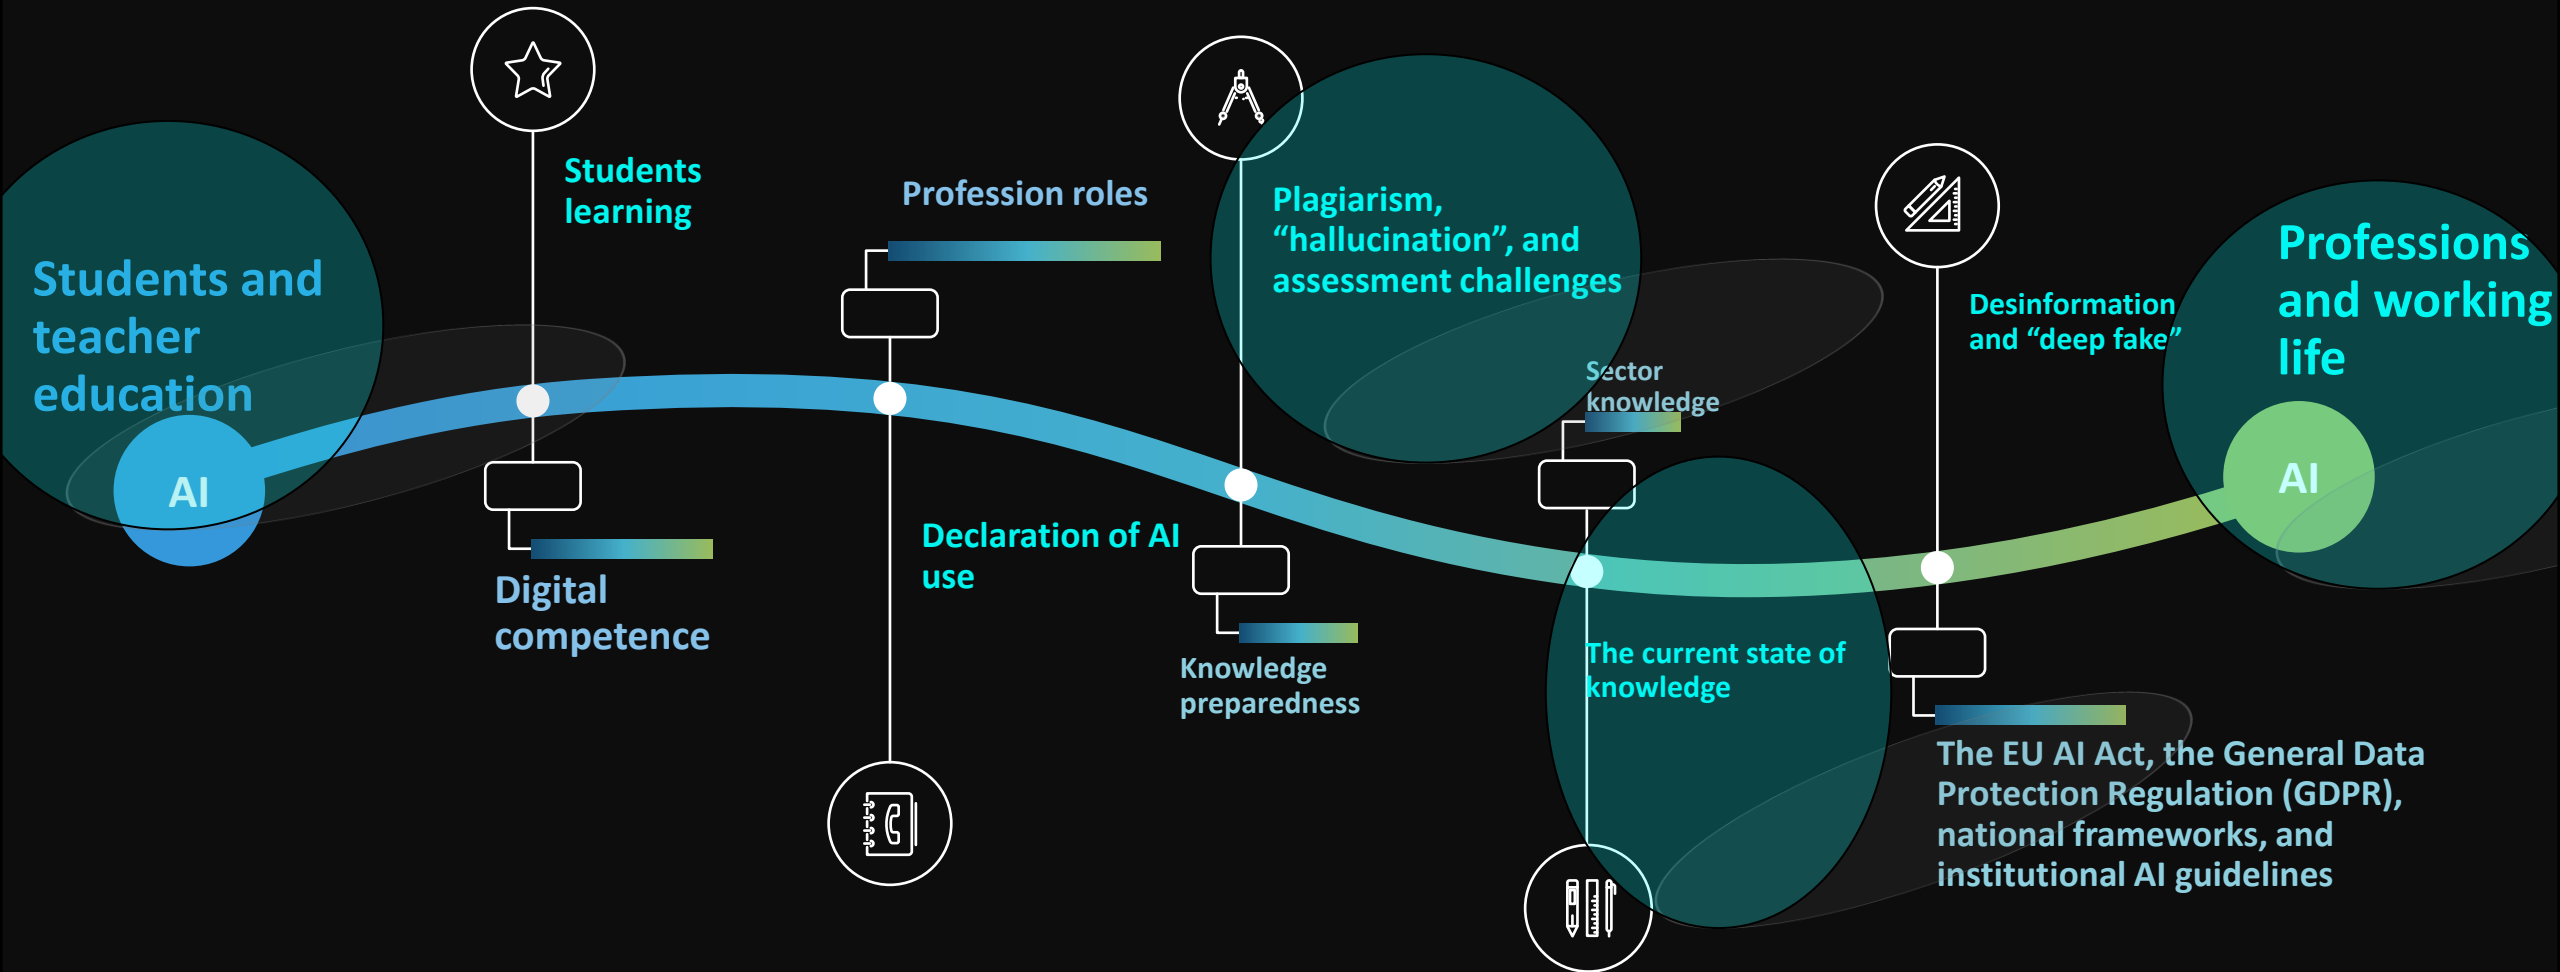 Students and
teacher
education
AI
Students
learning
Digital
competence
Profession roles
Declaration of AI
use
Plagiarism,
“hallucination”, and
assessment challenges
Knowledge
preparedness
Sector
knowledge
The current state of
knowledge
Desinformation
and “deep fake”
The EU AI Act, the General Data
Protection Regulation (GDPR),
national frameworks, and
institutional AI guidelines
Professions
and working
life
AI